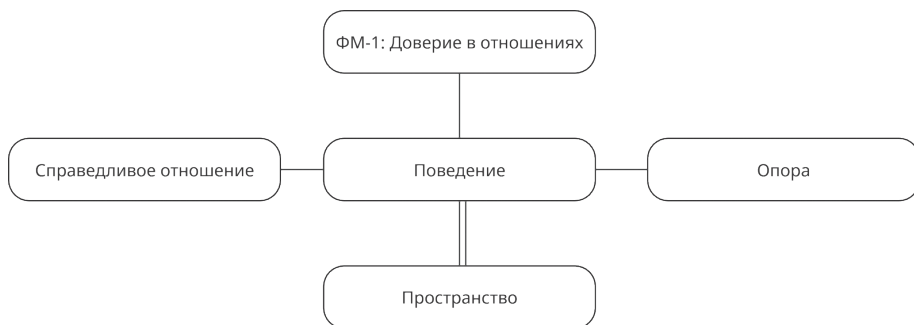 ФМ-1: Доверие в отношениях
Справедливое отношение
Поведение
Опора
Пространство